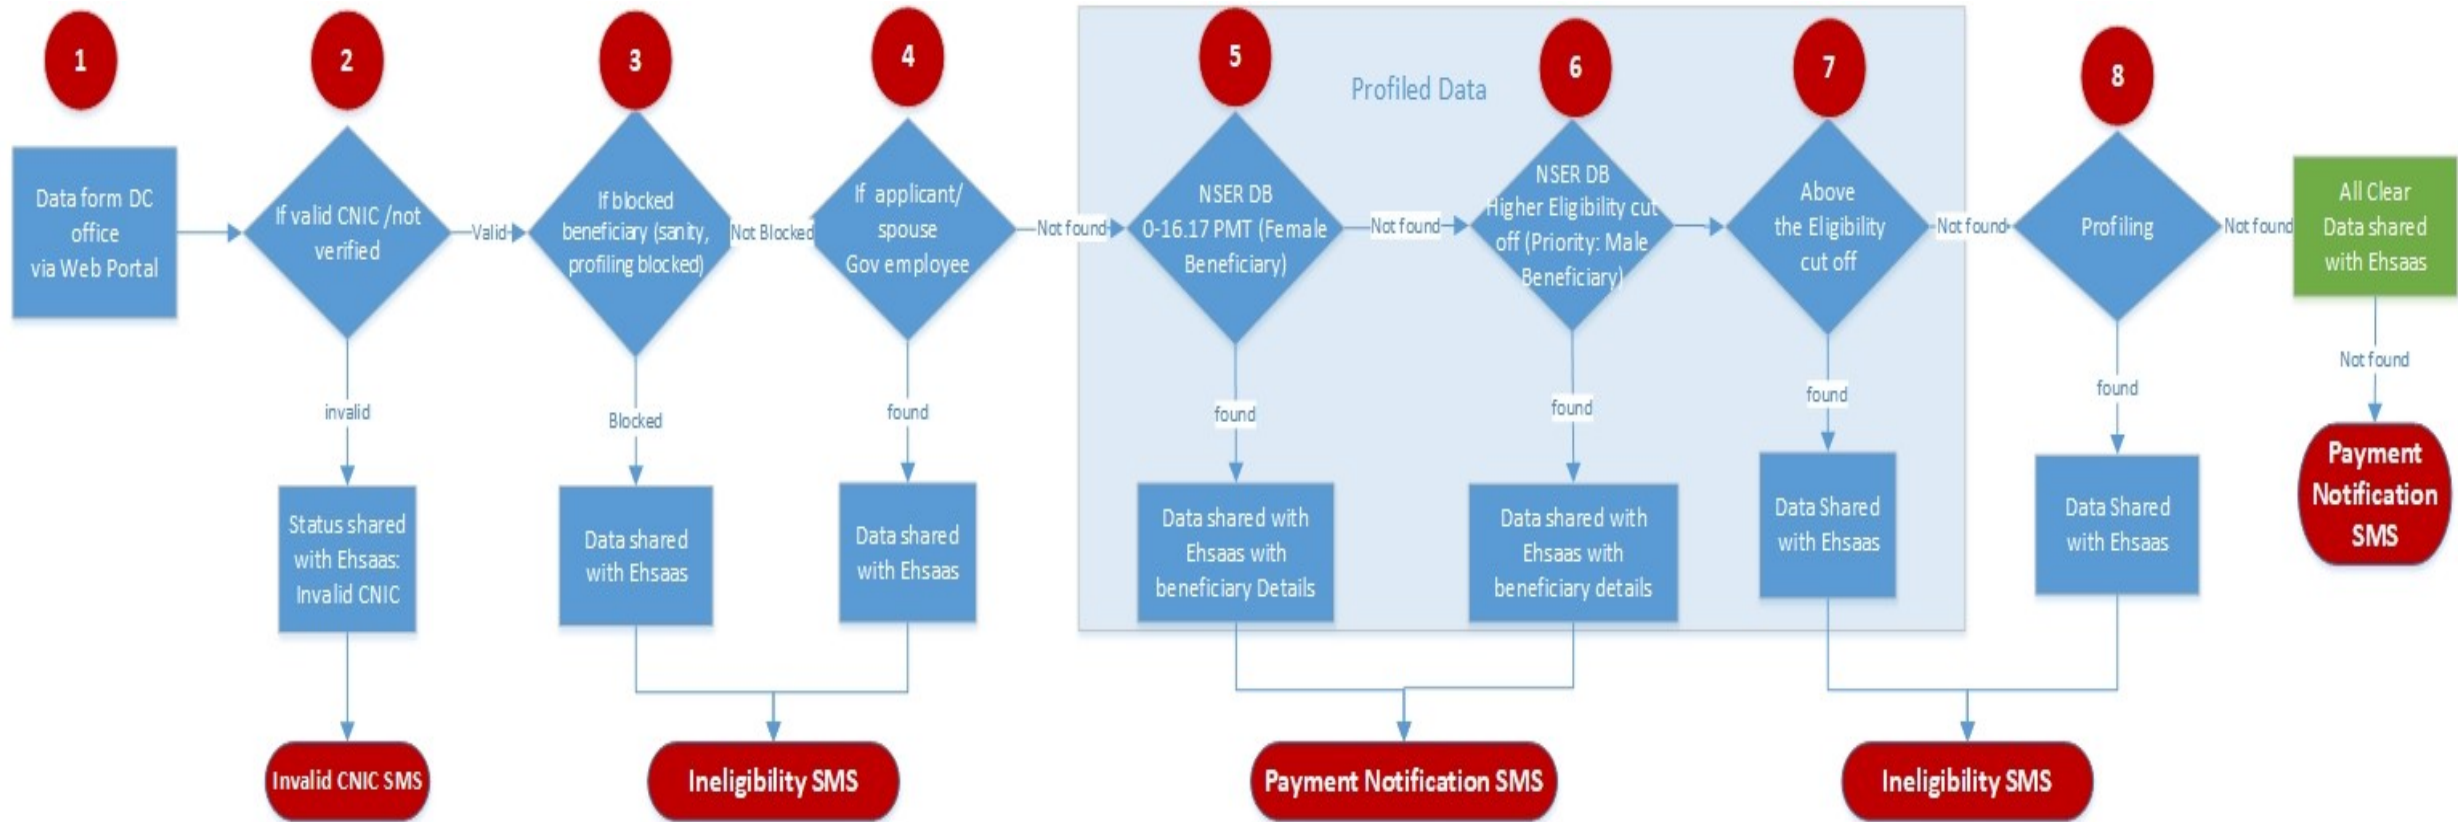 1
2
3
4
5
6
7
8
Profiled Data
Data form DC
office
via Web Portal
If valid CNIC /not
verified
Valid
If blocked
beneficiary (sanity,
profiling blocked)
Not Blocked
If applicant/
spouse
Gov employee
Not found
NSER DB
0-16.17 PMT (Female
Beneficiary)
Not found
NSER DB
Higher Eligibility cut
off (Priority: Male
Beneficiary)
Above
the Eligibility
cut off
Not found
Profiling
Not found
All Clear
Data shared
with Ehsaas
invalid
Blocked
found
found
found
found
found
Not found
Status shared
with Ehsaas:
Invalid CNIC
Data shared
with Ehsaas
Data shared
with Ehsaas
Data shared with
Ehsaas with
beneficiary Details
Data shared with
Ehsaas with
beneficiary details
Data Shared
with Ehsaas
Data Shared
with Ehsaas
Payment
Notification
SMS
Invalid CNIC SMS
Ineligibility SMS
Payment Notification SMS
Ineligibility SMS